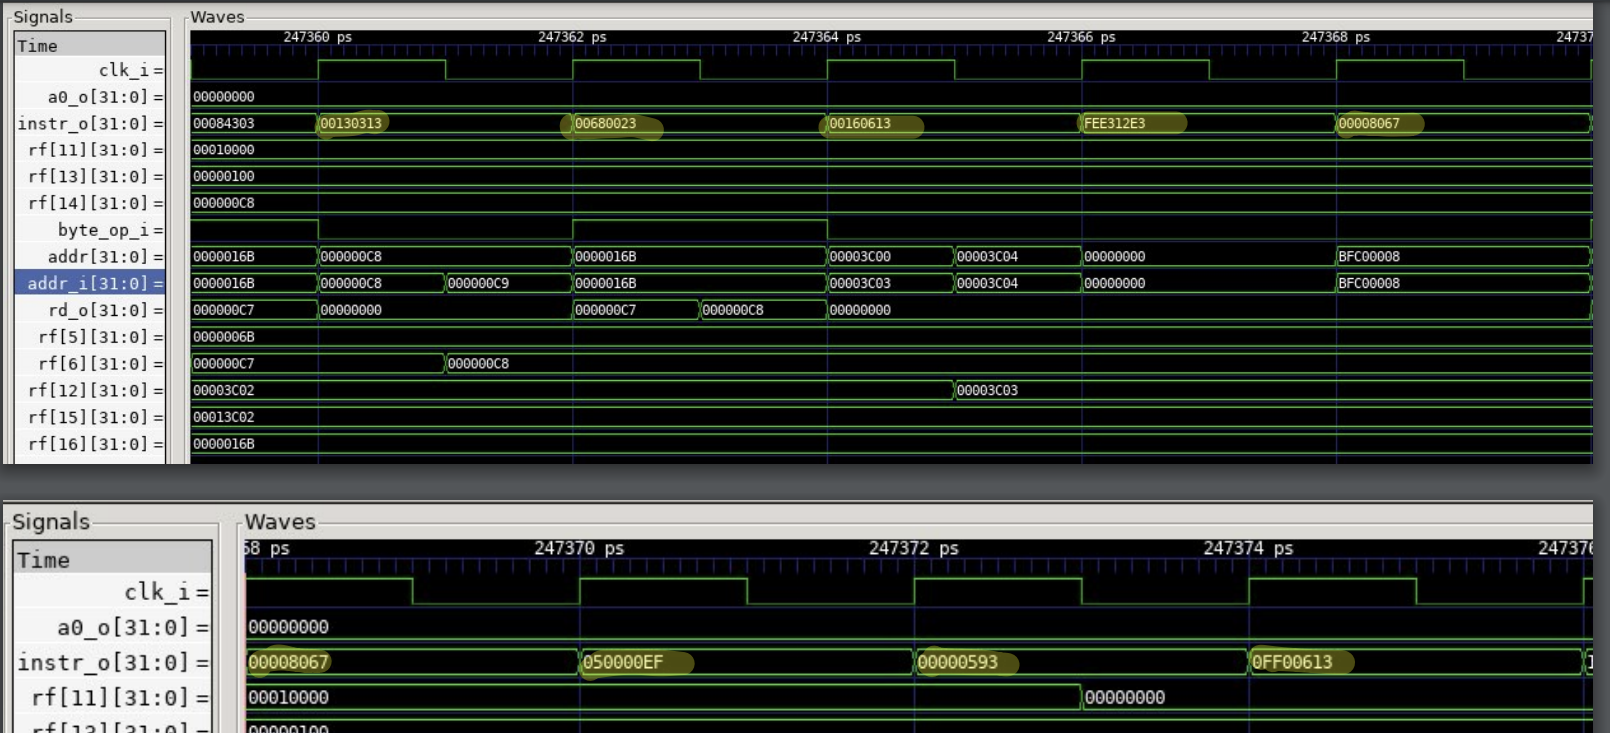 Signals Waves
Time 247360 ps 247362 ps 247364 ps 247366 ps 247368 ps 24737
clk_i=
a0_o[31:0]= 00000000
instr_o[31:0]= 00084303 00130313 00680023 00160613 FEE312E3 00008067
rf[11][31:0]= 00010000
rf[13][31:0]= 00000100
rf[14][31:0]= 000000C8
byte_op_i=
addr[31:0]= 0000016B 000000C8 0000016B 00003C00 00003C04 00000000 BFC00008
addr_i[31:0]= 0000016B 000000C8 000000C9 0000016B 00003C03 00003C04 00000000 BFC00008
rd_o[31:0]= 000000C7 00000000 000000C7 000000C8 00000000
rf[5][31:0]= 0000006B
rf[6][31:0]= 000000C7 000000C8
rf[12][31:0]= 00003C02 00003C03
rf[15][31:0]= 00013C02
rf[16][31:0]= 0000016B
Signals Waves
Time 58 ps 247370 ps 247372 ps 247374 ps 247376
clk_i=
a0_o[31:0]= 00000000
instr_o[31:0]= 00008067 050000EF 00000593 0FF00613 1
rf[11][31:0]= 00010000 00000000
rf[13][31:0]= 00000100